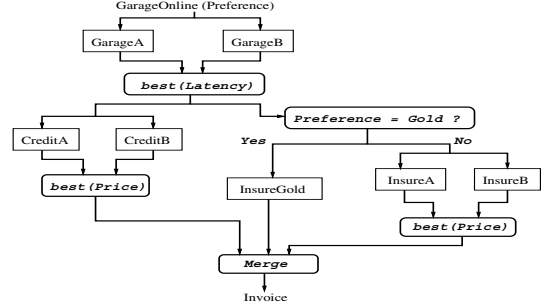 GarageOnline (Preference)
GarageA
GarageB
best(Latency)
Preference = Gold ?
CreditA
CreditB
Yes
No
InsureGold
InsureA
InsureB
best(Price)
best(Price)
Merge
Invoice